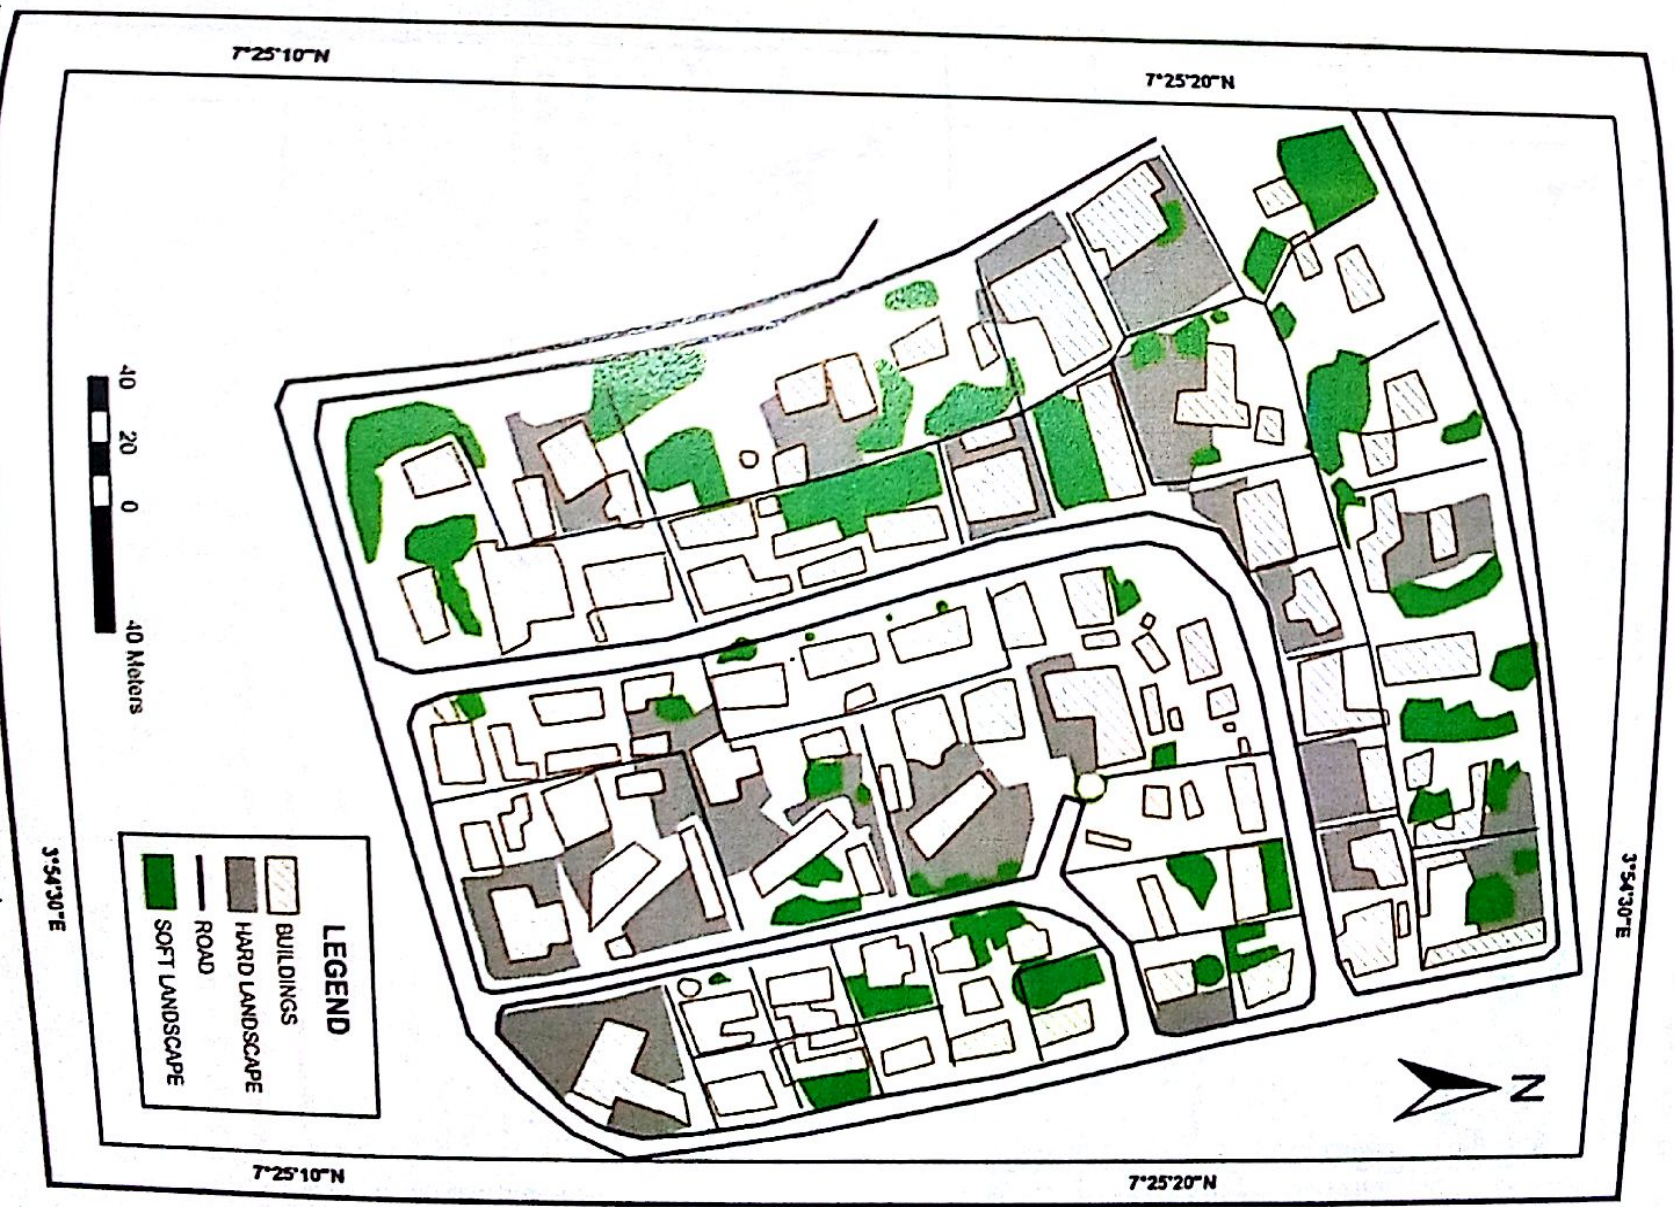 7°25'10"N
7°25'20"N
3°54'30"E
3°54'30"E
N
40 20 0 40 Meters
LEGEND
BUILDINGS
HARD LANDSCAPE
ROAD
SOFT LANDSCAPE
7°25'10"N
7°25'20"N